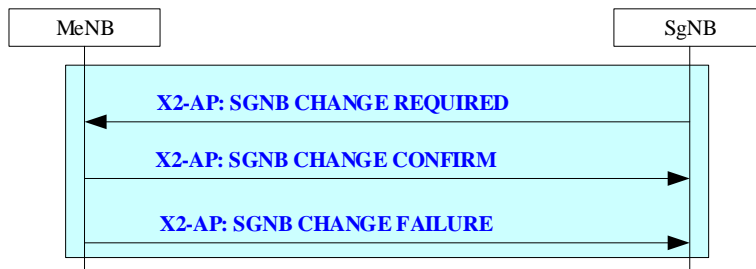 MeNB
SgNB
X2-AP: SGNB CHANGE REQUIRED
X2-AP: SGNB CHANGE CONFIRM
X2-AP: SGNB CHANGE FAILURE